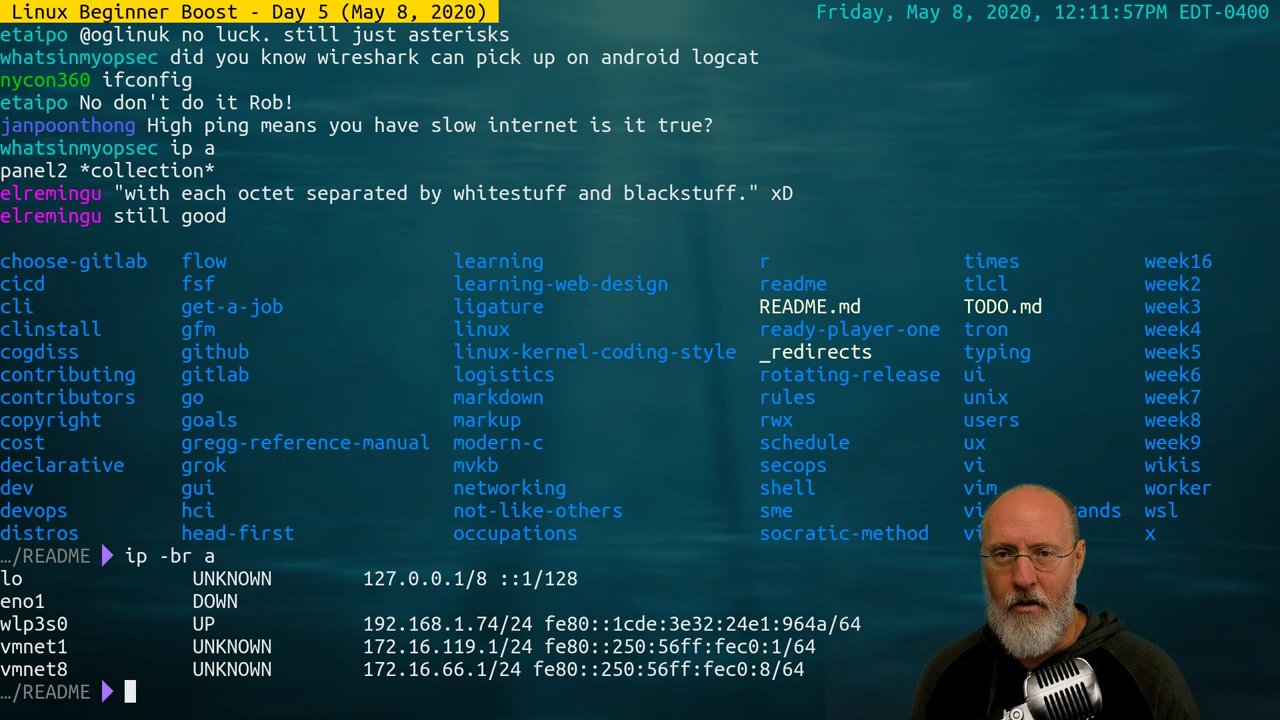 Linux Beginner Boost - Day 5 (May 8, 2020) Friday, May 8, 2020, 12:11:57PM EDT-0400
etaipo @oglinuk no luck. still just asterisks
whatsinmyopsec did you know wireshark can pick up on android logcat
nycon360 ifconfig
etaipo No don't do it Rob!
janpoonthong High ping means you have slow internet is it true?
whatsinmyopsec ip a
panel2 *collection*
elremingu "with each octet separated by whitestuff and blackstuff." xD
elremingu still good
choose-gitlab flow learning r times week16
cicd fsf learning-web-design readme tlcl week2
cli get-a-job ligature README.md TODO.md week3
clinstall gfm linux ready-player-one tron week4
cogdiss github linux-kernel-coding-style _redirects typing week5
contributing gitlab logistics rotating-release ui week6
contributors go markdown rules unix week7
copyright goals markup rwx users week8
cost gregg-reference-manual modern-c schedule ux week9
declarative grok mvkb secops vi wikis
dev gui networking shell vim worker
devops hci not-like-others sme wsl
distros head-first occupations socratic-method x
…/README ip -br a
lo UNKNOWN 127.0.0.1/8 ::1/128
eno1 DOWN
wlp3s0 UP 192.168.1.74/24 fe80::1cde:3e32:24e1:964a/64
vmnet1 UNKNOWN 172.16.119.1/24 fe80::250:56ff:fec0:1/64
vmnet8 UNKNOWN 172.16.66.1/24 fe80::250:56ff:fec0:8/64
…/README